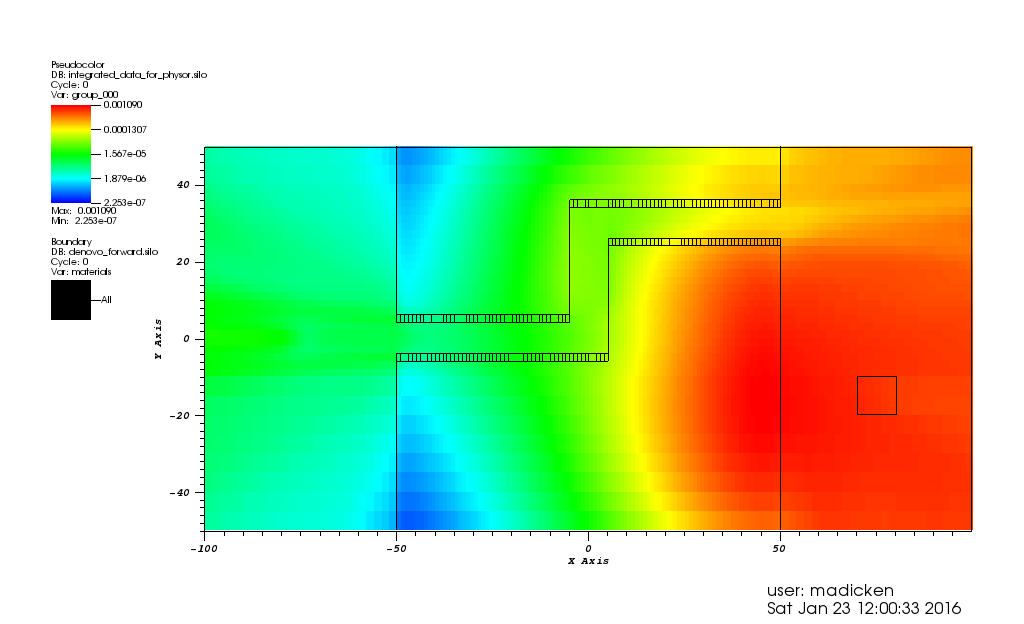 Pseudocolor
DB: integrated_data_for_physor.silo
Cycle: 0
Var: group_000
0.001090
0.0001307
1.567e-05
1.879e-06
2.253e-07
Max: 0.001090
Min: 2.253e-07
Boundary
DB: denovo_forward.silo
Cycle: 0
Var: materials
All
40
20
0
-20
-40
Y Axis
-100
-50
0
50
X Axis
user: madicken
Sat Jan 23 12:00:33 2016